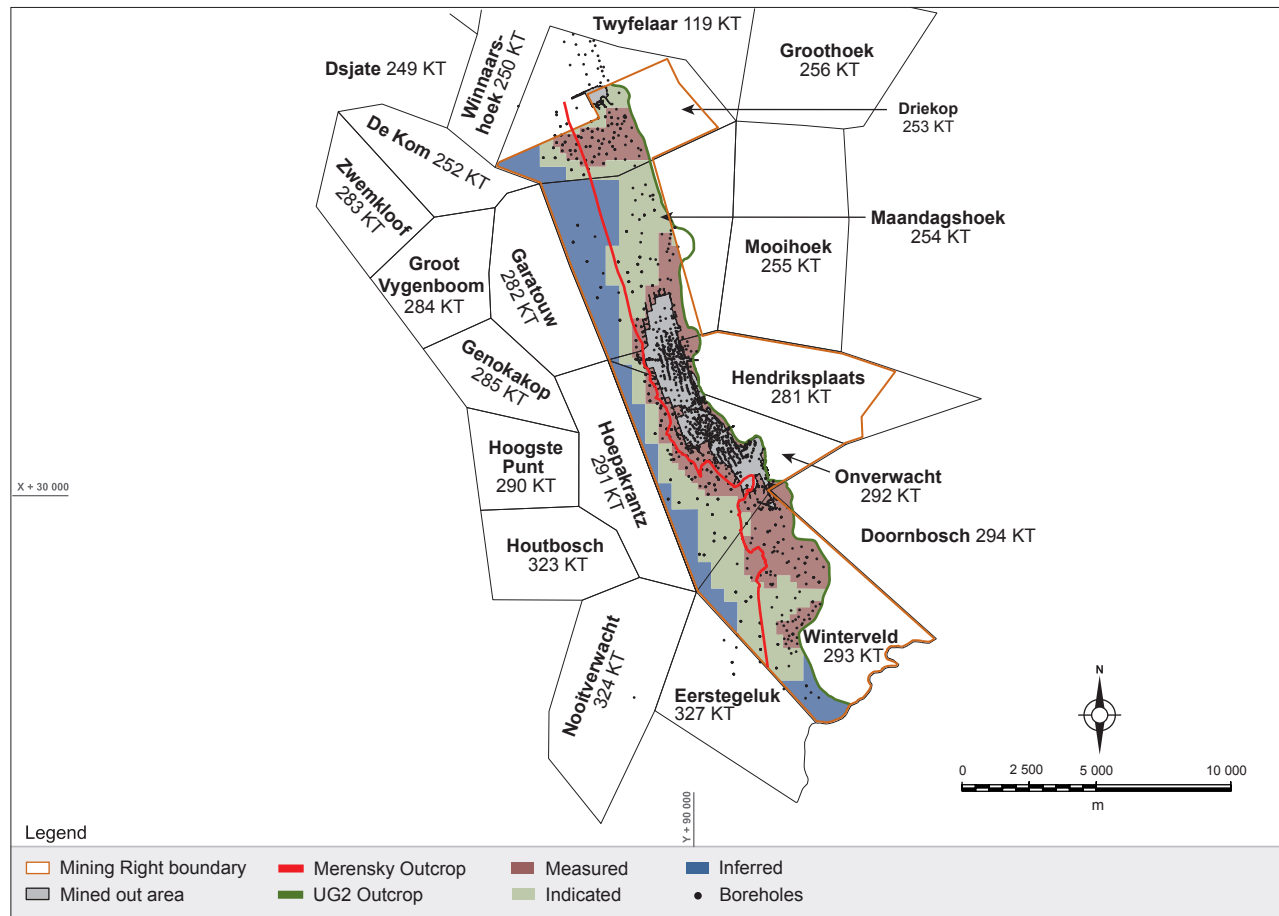 Twyfelaar 119 KT
Groothoek
256 KT
Dsjate 249 KT
Winnaars-
hoek 250 KT
Driekop
253 KT
De Kom 252 KT
Zwemkloof
283 KT
Maandagshoek
254 KT
Mooihoek
255 KT
Groot
Vygenboom
284 KT
Garatouw
282 KT
Genokakop
285 KT
Hendriksplaats
281 KT
Hoogste
Punt
290 KT
Hoepakrantz
291 KT
Onverwacht
292 KT
X + 30 000
Doornbosch 294 KT
Houtbosch
323 KT
Nooitverwacht
324 KT
Winterveld
293 KT
Eerstegeluk
327 KT
N
0 2 500 5 000 10 000
m
Y + 90 000
Legend
Mining Right boundary
Mined out area
Merensky Outcrop
UG2 Outcrop
Measured
Indicated
Inferred
Boreholes